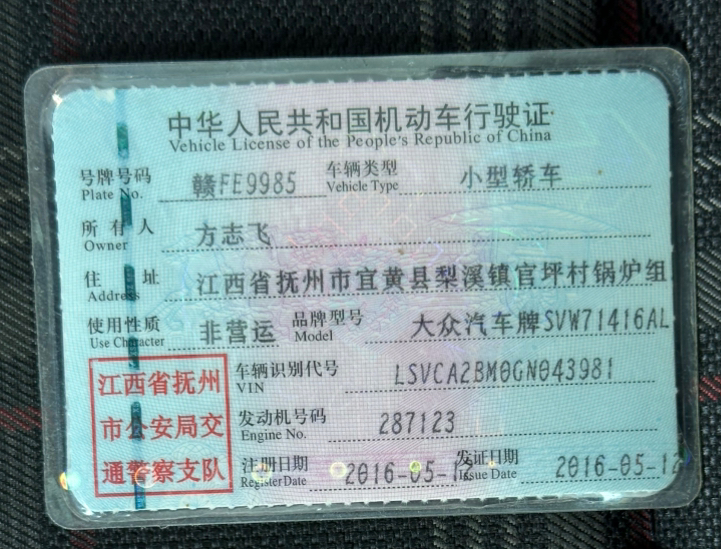 中华人民共和国机动车行驶证
Vehicle License of the People's Republic of China
号牌号码 赣FE9985 车辆类型 小型轿车
Plate No. Vehicle Type
所有人 方志飞
Owner
住址 江西省抚州市宜黄县梨溪镇官坪村锅炉组
Address
使用性质 非营运 品牌型号 大众汽车牌SVW71416AL
Use Character Model
江西省抚州
市公安局交
通警察支队
车辆识别代号 LSVCA2BM0GN043981
VIN
发动机号码 287123
Engine No.
注册日期 2016-05-12 发证日期 2016-05-12
Register Date Issue Date